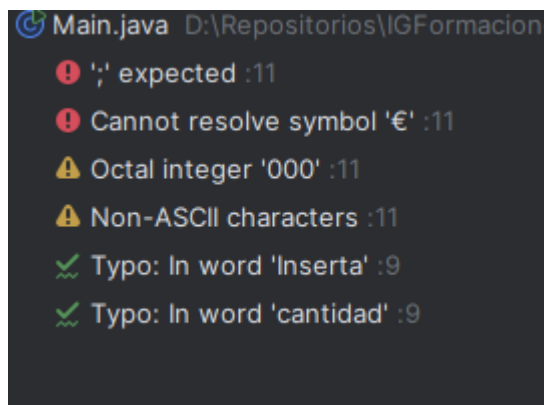 Main.java D:\Repositorios\IGFormacion
';' expected :11
Cannot resolve symbol '€' :11
Octal integer '000' :11
Non-ASCII characters :11
Typo: In word 'Inserta' :9
Typo: In word 'cantidad' :9